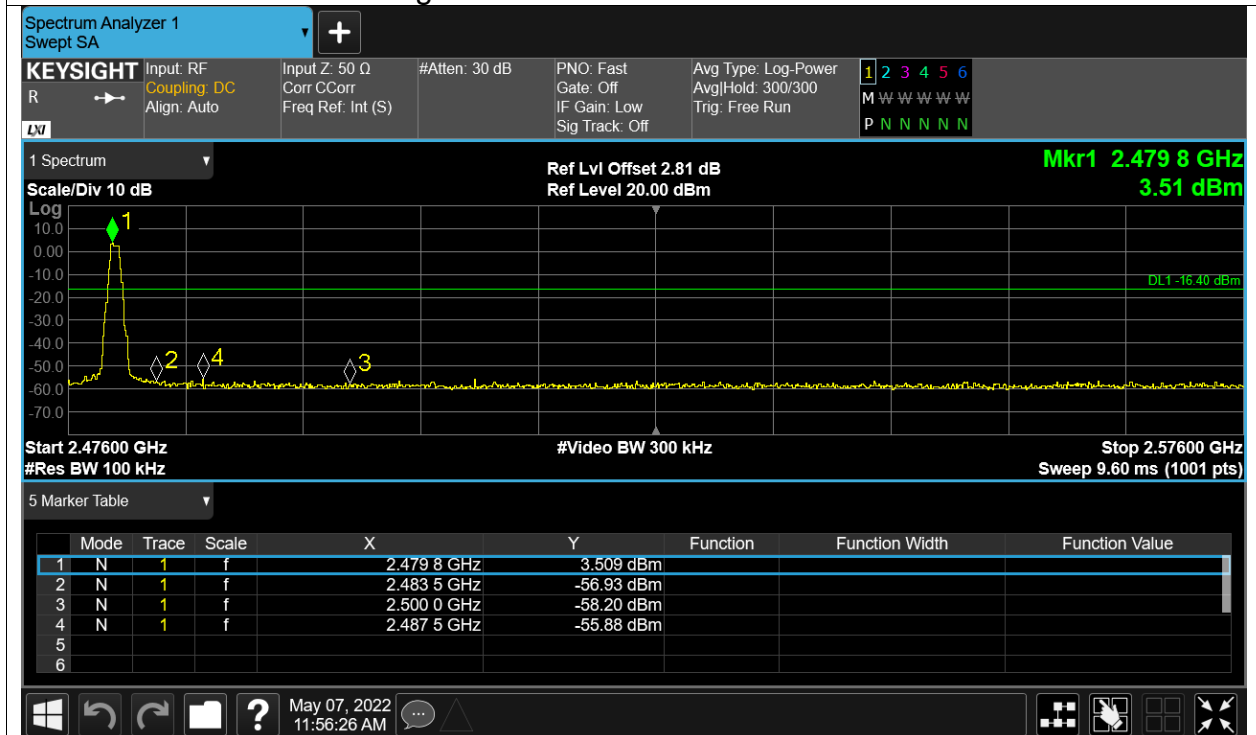 Spectrum Analyzer 1
Swept SA
KEYSIGHT Input: RF Input Z: 50 Ω #Atten: 30 dB PNO: Fast Avg Type: Log-Power 1 2 3 4 5 6
R Coupling: DC Corr CCorr Gate: Off Avg|Hold: 300/300 M W W W W W
Align: Auto Freq Ref: Int (S) IF Gain: Low Trig: Free Run
LXI Sig Track: Off P N N N N N
1 Spectrum Ref Lvl Offset 2.81 dB Mkr1 2.479 8 GHz
Scale/Div 10 dB Ref Level 20.00 dBm 3.51 dBm
Log
1
10.0
0.00
-10.0
DL1 -16.40 dBm
-20.0
-30.0
-40.0
2 4 3
-50.0
-60.0
-70.0
Start 2.47600 GHz #Video BW 300 kHz Stop 2.57600 GHz
#Res BW 100 kHz Sweep 9.60 ms (1001 pts)
5 Marker Table
Mode Trace Scale X Y Function Function Width Function Value
1 N 1 f 2.479 8 GHz 3.509 dBm
2 N 1 f 2.483 5 GHz -56.93 dBm
3 N 1 f 2.500 0 GHz -58.20 dBm
4 N 1 f 2.487 5 GHz -55.88 dBm
5
6
? May 07, 2022
11:56:26 AM